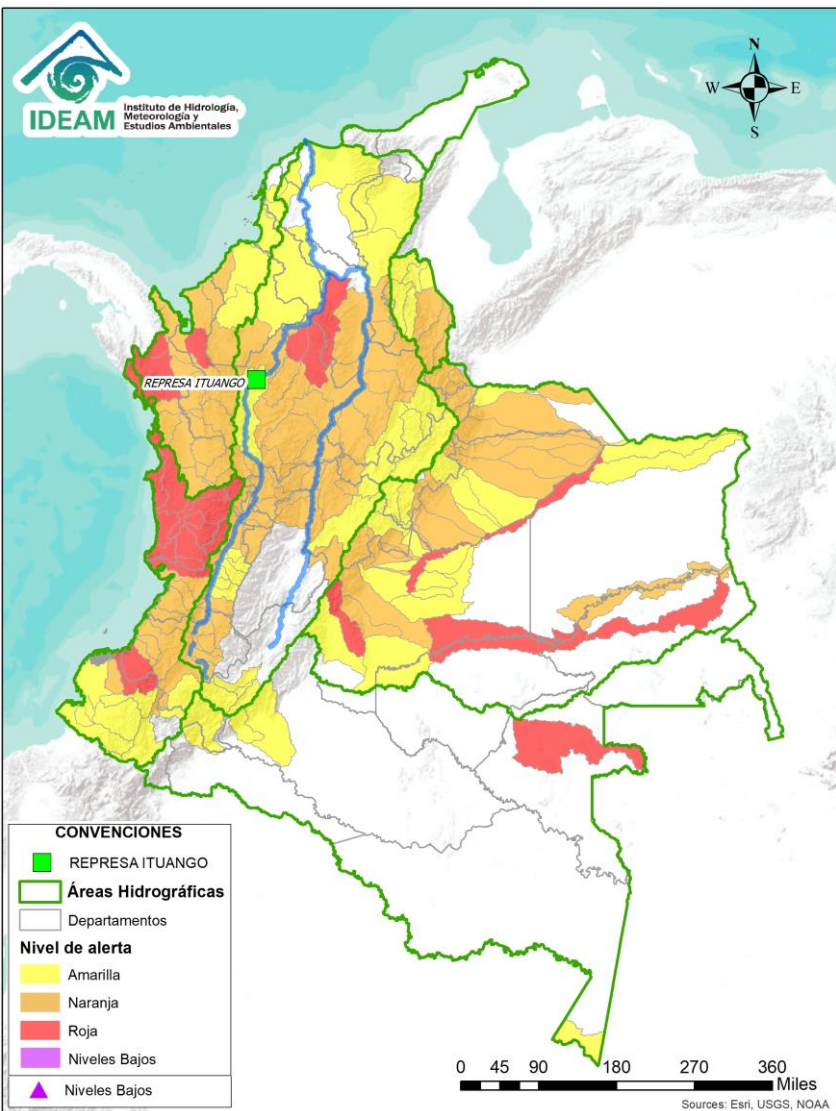 IDEAM
Instituto de Hidrología,
Meteorología y
Estudios Ambientales
N
W
E
S
REPRESA ITUANGO
CONVENCIONES
REPRESA ITUANGO
Áreas Hidrográficas
Departamentos
Nivel de alerta
Amarilla
Naranja
Roja
Niveles Bajos
Niveles Bajos
0 45 90 180 270 360
Miles
Sources: Esri, USGS, NOAA